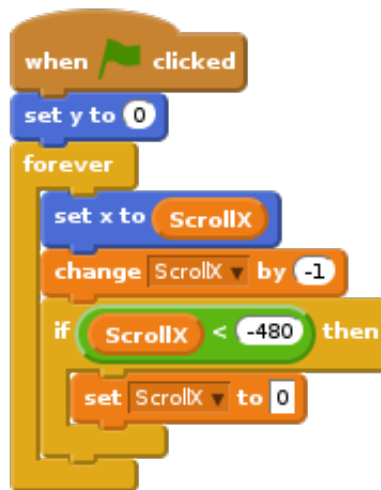 when clicked
set y to 0
forever
set x to ScrollX
change ScrollX by -1
if ScrollX < -480 then
set ScrollX to 0